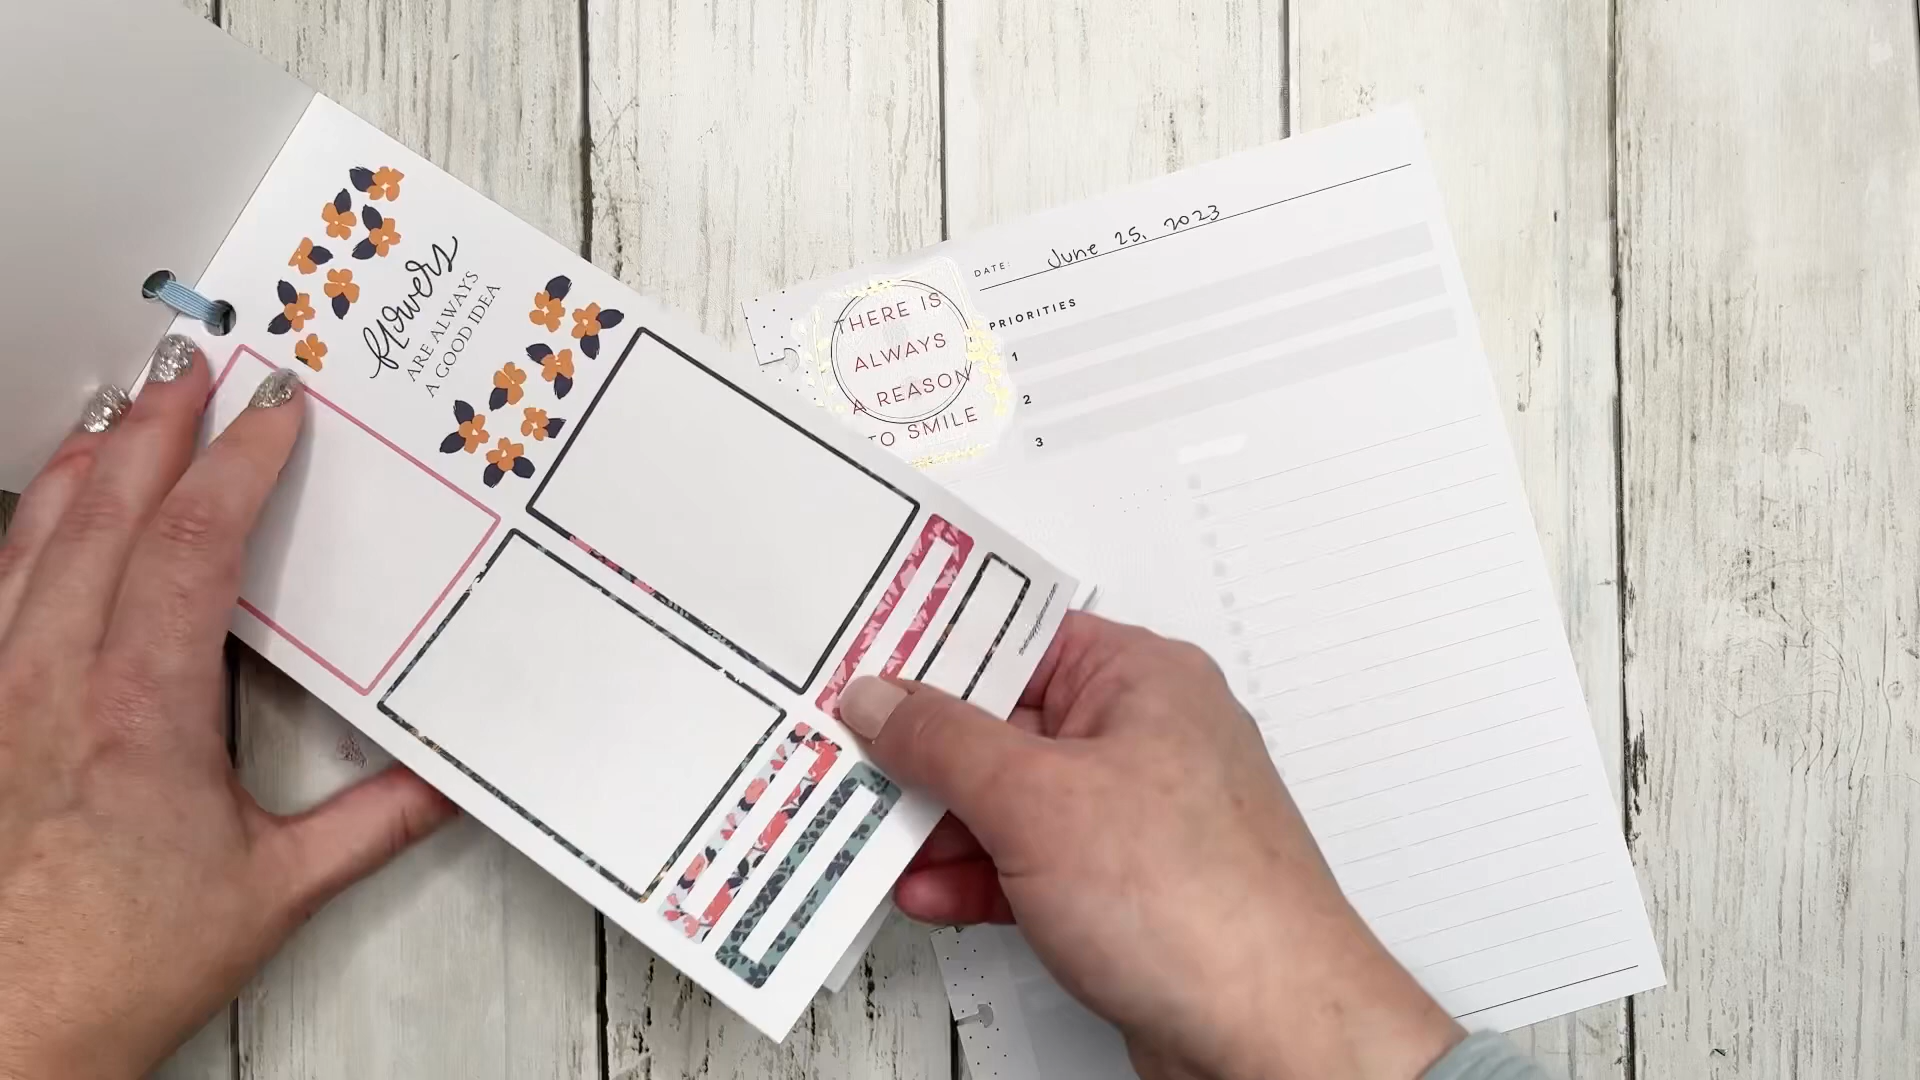 flowers
ARE ALWAYS
A GOOD IDEA
THERE IS
ALWAYS
A REASON
TO SMILE
DATE: June 25, 2023
PRIORITIES
1
2
3